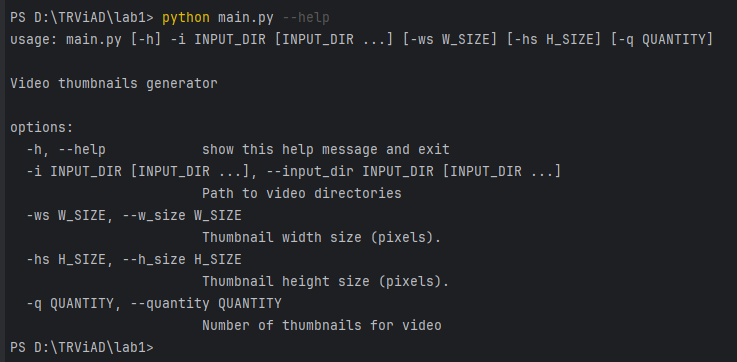 PS D:\TRViAD\lab1> python main.py --help
usage: main.py [-h] -i INPUT_DIR [INPUT_DIR ...] [-ws W_SIZE] [-hs H_SIZE] [-q QUANTITY]
Video thumbnails generator
options:
-h, --help show this help message and exit
-i INPUT_DIR [INPUT_DIR ...], --input_dir INPUT_DIR [INPUT_DIR ...]
Path to video directories
-ws W_SIZE, --w_size W_SIZE
Thumbnail width size (pixels).
-hs H_SIZE, --h_size H_SIZE
Thumbnail height size (pixels).
-q QUANTITY, --quantity QUANTITY
Number of thumbnails for video
PS D:\TRViAD\lab1>